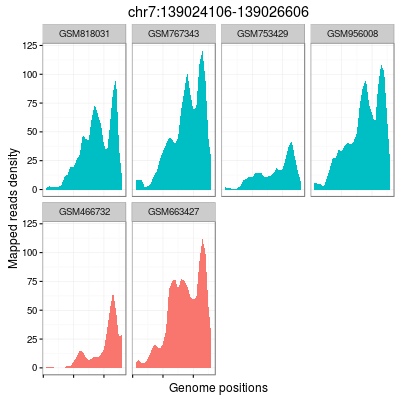 chr7:139024106-139026606
GSM818031 GSM767343 GSM753429 GSM956008
125
100
75
50
25
0
GSM466732 GSM663427
125
100
75
50
25
0
Mapped reads density
Genome positions